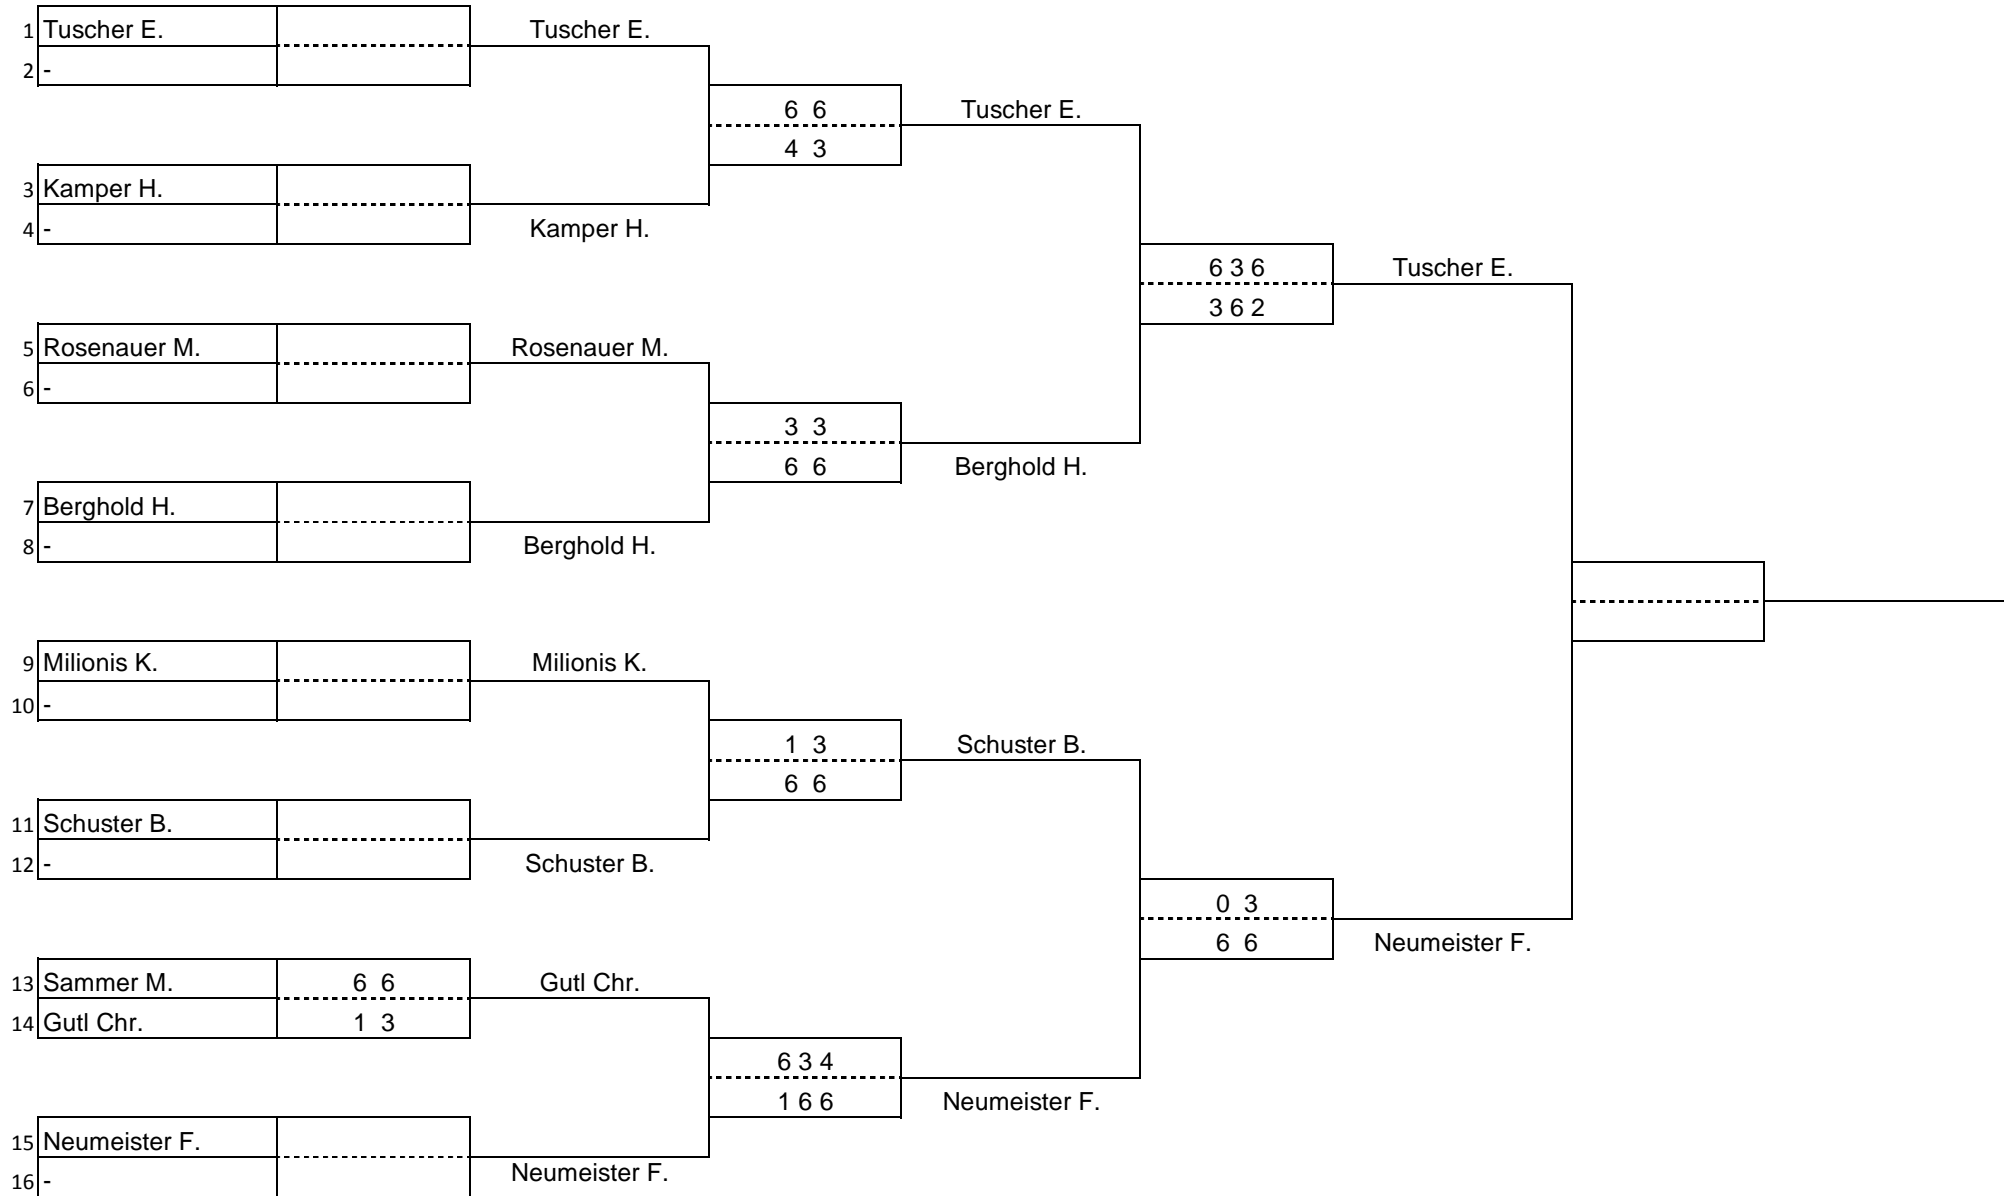 1 Tuscher E. Tuscher E.
2 -
6 6 Tuscher E.
4 3
3 Kamper H.
4 - Kamper H.
6 3 6 Tuscher E.
3 6 2
5 Rosenauer M. Rosenauer M.
6 -
3 3
6 6 Berghold H.
7 Berghold H.
8 - Berghold H.
9 Milionis K. Milionis K.
10 -
1 3 Schuster B.
6 6
11 Schuster B.
12 - Schuster B.
0 3
6 6 Neumeister F.
13 Sammer M. 6 6 Gutl Chr.
14 Gutl Chr. 1 3
6 3 4
1 6 6 Neumeister F.
15 Neumeister F.
16 - Neumeister F.